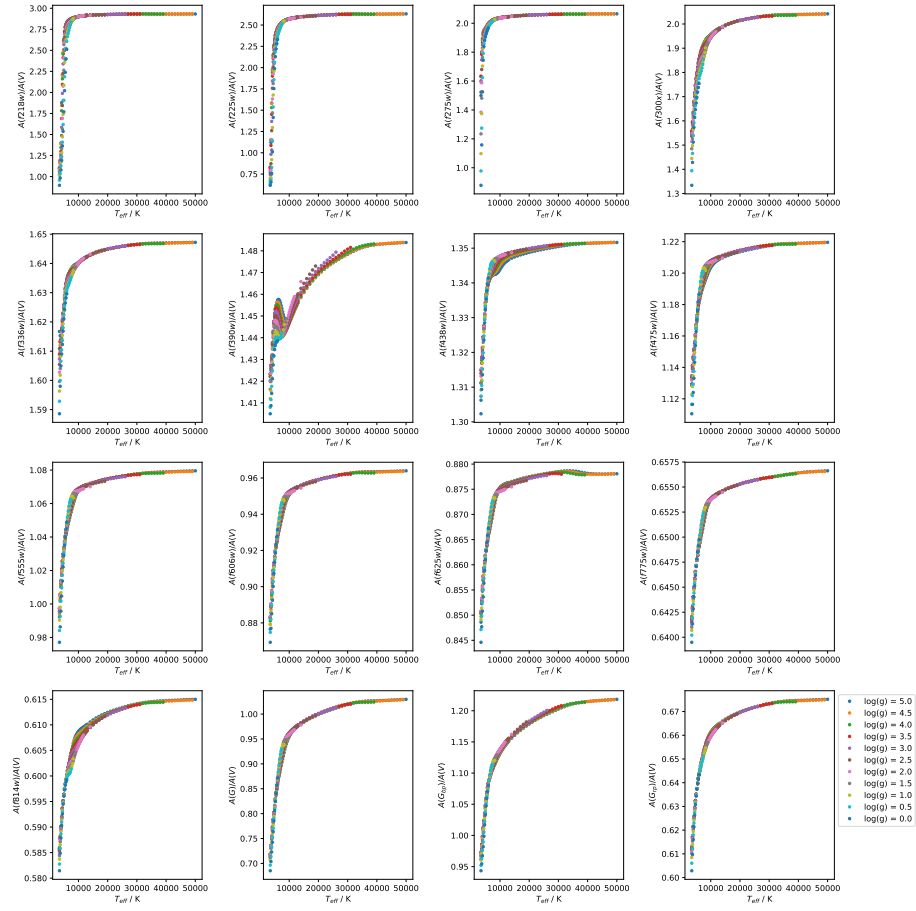 3.00
2.75
2.50
2.25
2.00
1.75
1.50
1.25
1.00
A(f218w)/A(V)
10000 20000 30000 40000 50000
T_eff / K
2.50
2.25
2.00
1.75
1.50
1.25
1.00
0.75
A(f225w)/A(V)
10000 20000 30000 40000 50000
T_eff / K
2.0
1.8
1.6
1.4
1.2
1.0
A(f275w)/A(V)
10000 20000 30000 40000 50000
T_eff / K
2.0
1.9
1.8
1.7
1.6
1.5
1.4
1.3
A(f300x)/A(V)
10000 20000 30000 40000 50000
T_eff / K
1.65
1.64
1.63
1.62
1.61
1.60
1.59
A(f336w)/A(V)
10000 20000 30000 40000 50000
T_eff / K
1.48
1.47
1.46
1.45
1.44
1.43
1.42
1.41
A(f390w)/A(V)
10000 20000 30000 40000 50000
T_eff / K
1.35
1.34
1.33
1.32
1.31
1.30
A(f438w)/A(V)
10000 20000 30000 40000 50000
T_eff / K
1.22
1.20
1.18
1.16
1.14
1.12
A(f475w)/A(V)
10000 20000 30000 40000 50000
T_eff / K
1.08
1.06
1.04
1.02
1.00
0.98
A(f555w)/A(V)
10000 20000 30000 40000 50000
T_eff / K
0.96
0.94
0.92
0.90
0.88
A(f606w)/A(V)
10000 20000 30000 40000 50000
T_eff / K
0.880
0.875
0.870
0.865
0.860
0.855
0.850
0.845
A(f625w)/A(V)
10000 20000 30000 40000 50000
T_eff / K
0.6575
0.6550
0.6525
0.6500
0.6475
0.6450
0.6425
0.6400
A(f775w)/A(V)
10000 20000 30000 40000 50000
T_eff / K
0.615
0.610
0.605
0.600
0.595
0.590
0.585
0.580
A(f814w)/A(V)
10000 20000 30000 40000 50000
T_eff / K
1.00
0.95
0.90
0.85
0.80
0.75
0.70
A(G)/A(V)
10000 20000 30000 40000 50000
T_eff / K
1.20
1.15
1.10
1.05
1.00
0.95
A(G_bp)/A(V)
10000 20000 30000 40000 50000
T_eff / K
0.67
0.66
0.65
0.64
0.63
0.62
0.61
0.60
A(G_rp)/A(V)
10000 20000 30000 40000 50000
T_eff / K
log(g) = 5.0
log(g) = 4.5
log(g) = 4.0
log(g) = 3.5
log(g) = 3.0
log(g) = 2.5
log(g) = 2.0
log(g) = 1.5
log(g) = 1.0
log(g) = 0.5
log(g) = 0.0